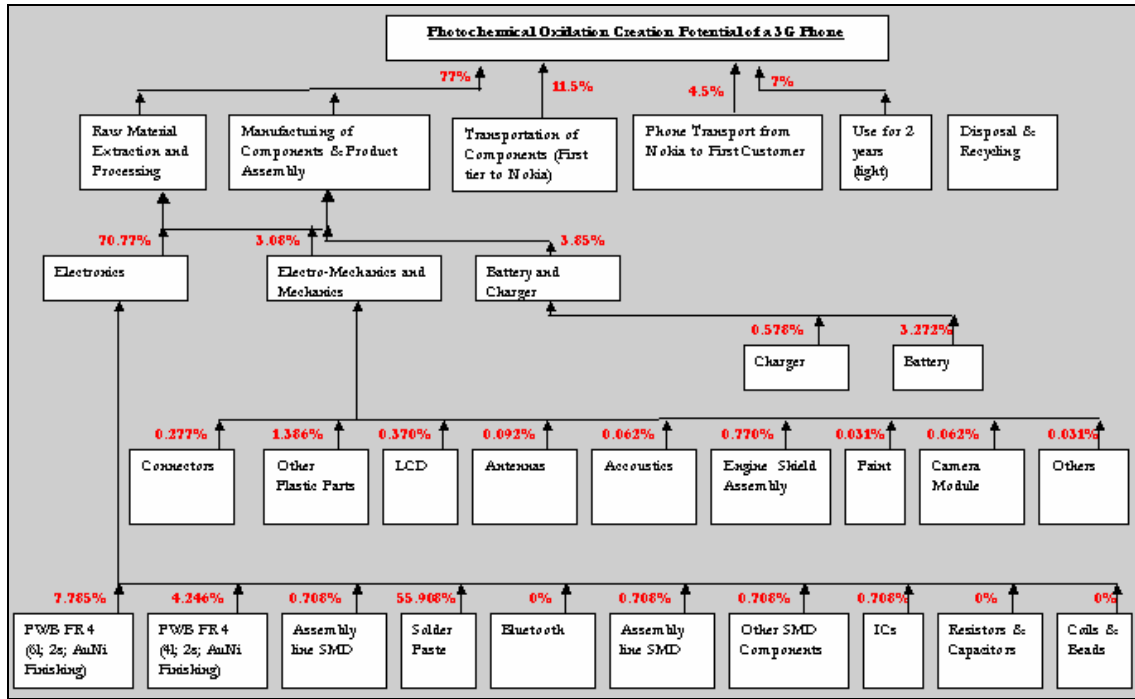 Photochemical Oxidation Creation Potential of a 3G Phone
77%
11.5%
4.5%
7%
Raw Material
Extraction and
Processing
Manufacturing of
Components & Product
Assembly
Transportation of
Components (First
tier to Nokia)
Phone Transport from
Nokia to First Customer
Use for 2
years
(light)
Disposal &
Recycling
70.77%
3.08%
3.85%
Electronics
Electro-Mechanics and
Mechanics
Battery and
Charger
0.578%
3.272%
Charger
Battery
0.277%
1.386%
0.370%
0.092%
0.062%
0.770%
0.031%
0.062%
0.031%
Connectors
Other
Plastic Parts
LCD
Antennas
Accoustics
Engine Shield
Assembly
Paint
Camera
Module
Others
7.785%
4.246%
0.708%
55.908%
0%
0.708%
0.708%
0.708%
0%
0%
PWB FR4
(6l; 2s; AuNi
Finishing)
PWB FR4
(4l; 2s; AuNi
Finishing)
Assembly
line SMD
Solder
Paste
Bluetooth
Assembly
line SMD
Other SMD
Components
ICs
Resistors &
Capacitors
Coils &
Beads